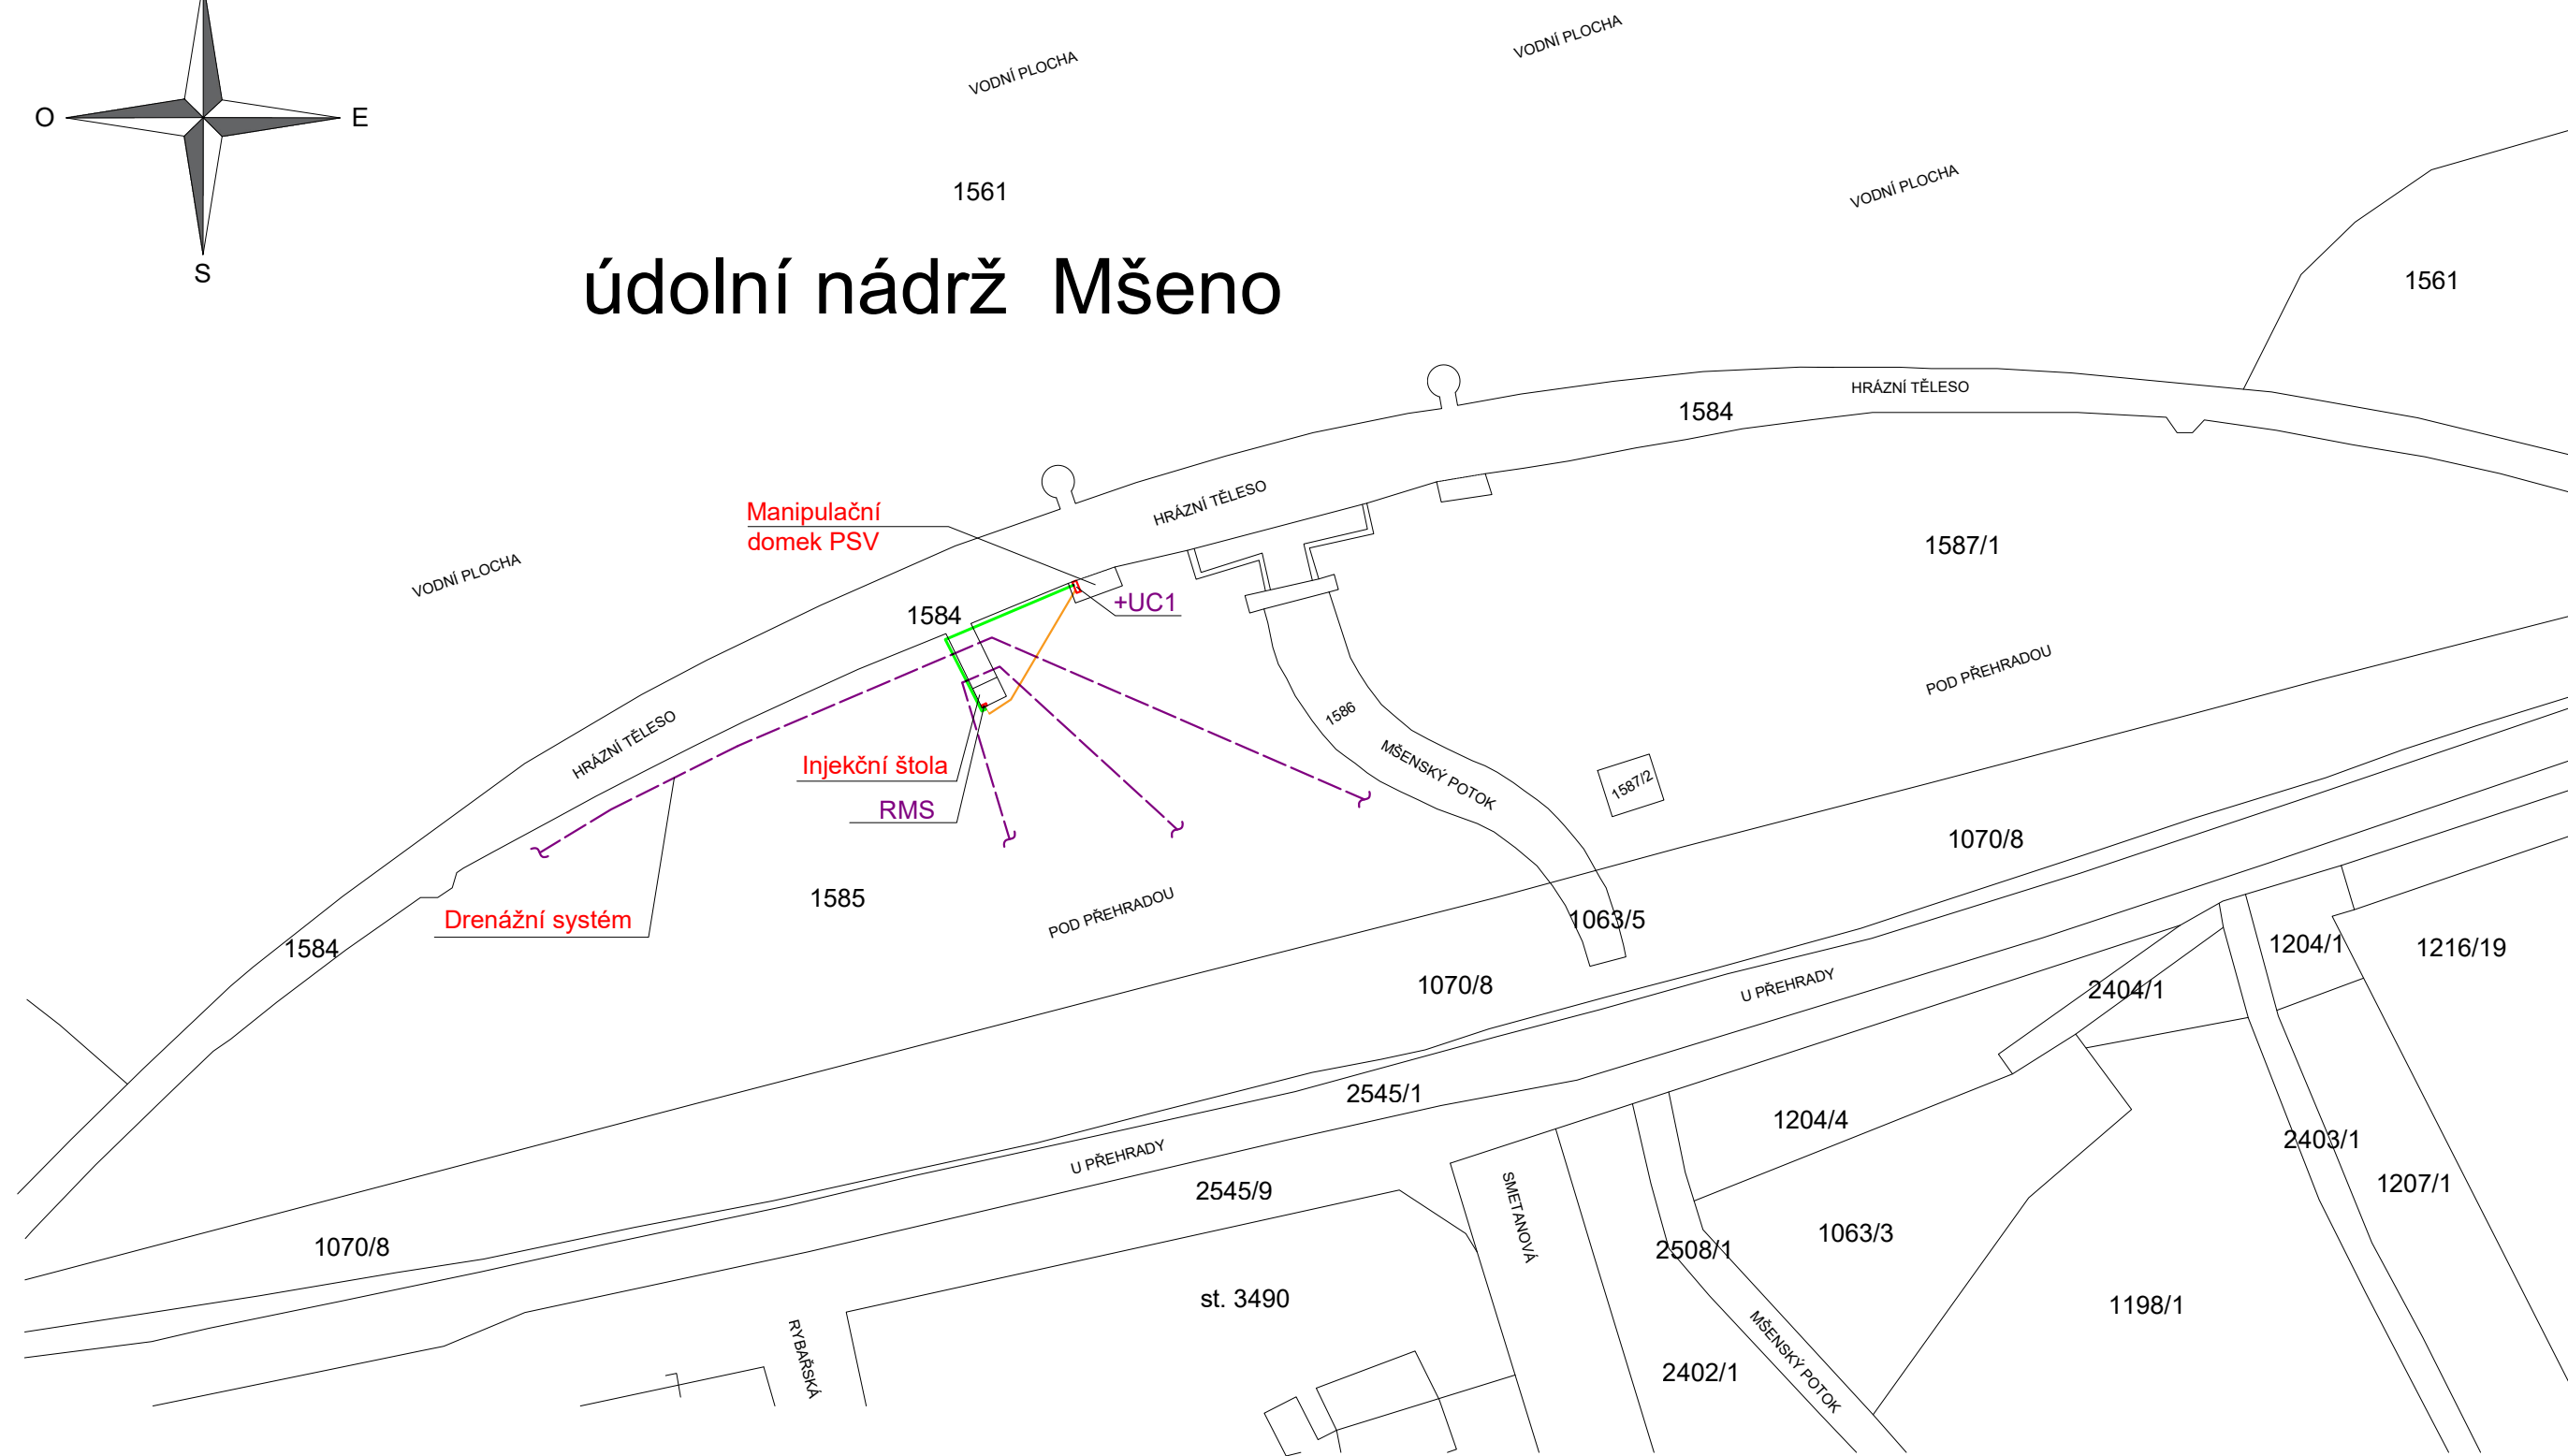 VODNÍ PLOCHA
VODNÍ PLOCHA
O
E
S
1561
VODNÍ PLOCHA
údolní nádrž Mšeno
1561
HRÁZNÍ TĚLESO
1584
HRÁZNÍ TĚLESO
Manipulační
domek PSV
1587/1
VODNÍ PLOCHA
+UC1
1584
POD PŘEHRADOU
HRÁZNÍ TĚLESO
1586
MŠENSKÝ POTOK
Injekční štola
1587/2
RMS
1070/8
1585
POD PŘEHRADOU
Drenážní systém
1063/5
1584
1204/1
1216/19
1070/8
U PŘEHRADY
2404/1
2545/1
1204/4
2403/1
U PŘEHRADY
2545/9
SMETANOVÁ
1207/1
1070/8
2508/1
1063/3
st. 3490
1198/1
RYBAŘSKÁ
2402/1
MŠENSKÝ POTOK